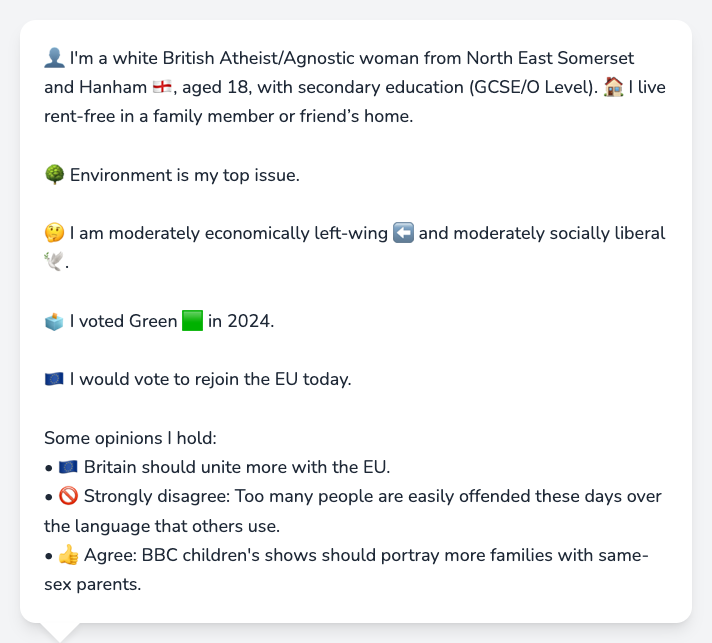 👤 I'm a white British Atheist/Agnostic woman from North East Somerset
and Hanham 🏴󠁧󠁢󠁥󠁮󠁧󠁿, aged 18, with secondary education (GCSE/O Level). 🏠 I live
rent-free in a family member or friend’s home.
🌳 Environment is my top issue.
🤔 I am moderately economically left-wing ⬅️ and moderately socially liberal
🕊️.
🗳️ I voted Green 🟩 in 2024.
🇪🇺 I would vote to rejoin the EU today.
Some opinions I hold:
• 🇪🇺 Britain should unite more with the EU.
• 🚫 Strongly disagree: Too many people are easily offended these days over
the language that others use.
• 👍 Agree: BBC children's shows should portray more families with same-
sex parents.